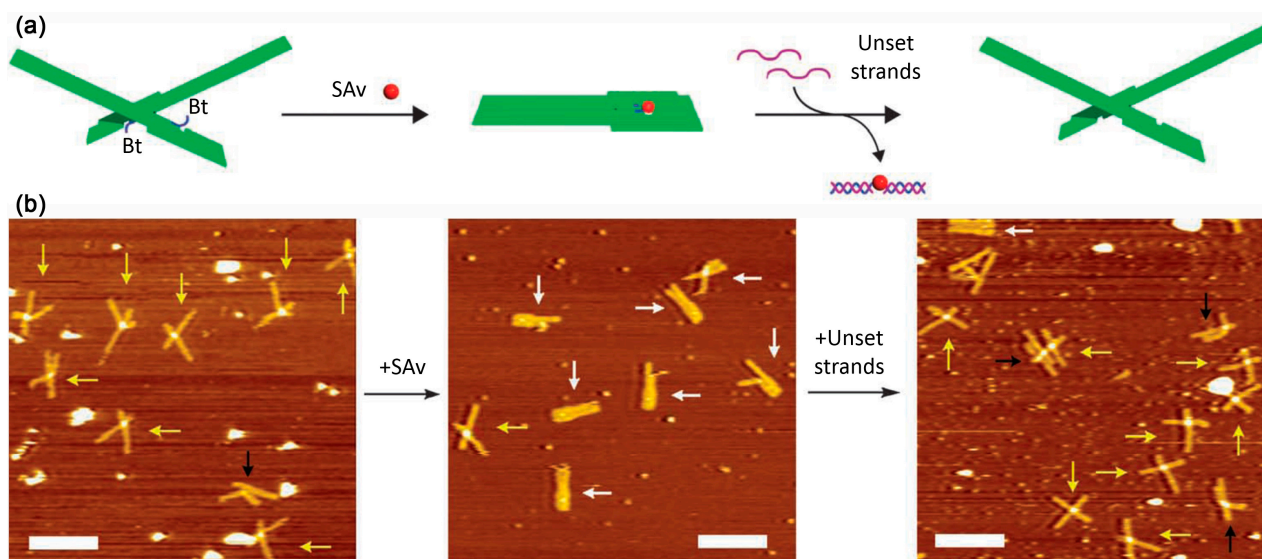 (a)
Bt
Bt
SAv
Unset
strands
(b)
+SAv
+Unset
strands